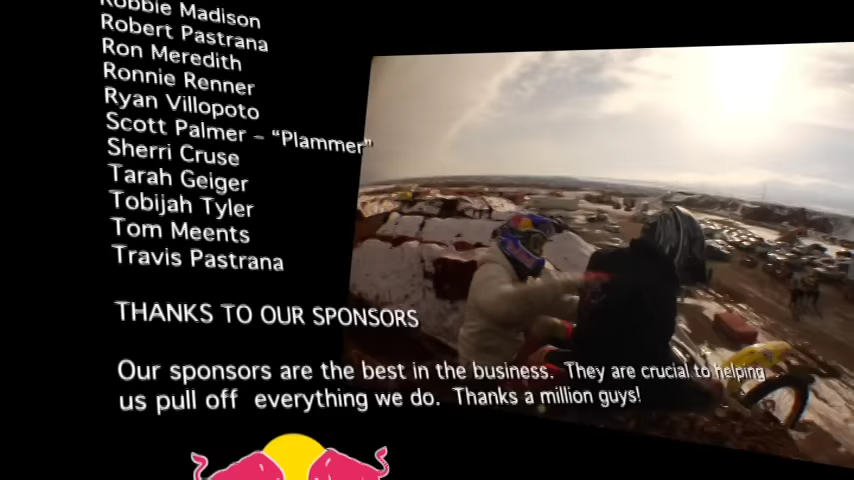 Robbie Madison
Robert Pastrana
Ron Meredith
Ronnie Renner
Ryan Villopoto
Scott Palmer – “Plammer”
Sherri Cruse
Tarah Geiger
Tobijah Tyler
Tom Meents
Travis Pastrana
THANKS TO OUR SPONSORS
Our sponsors are the best in the business. They are crucial to helping
us pull off everything we do. Thanks a million guys!